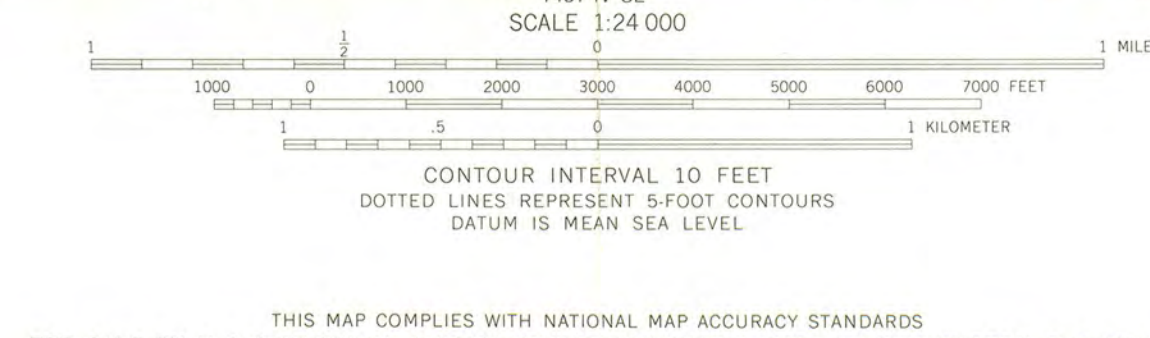 SCALE 1:24 000
1 ½ 0 1 MILE
1000 0 1000 2000 3000 4000 5000 6000 7000 FEET
1 .5 0 1 KILOMETER
CONTOUR INTERVAL 10 FEET
DOTTED LINES REPRESENT 5-FOOT CONTOURS
DATUM IS MEAN SEA LEVEL
THIS MAP COMPLIES WITH NATIONAL MAP ACCURACY STANDARDS